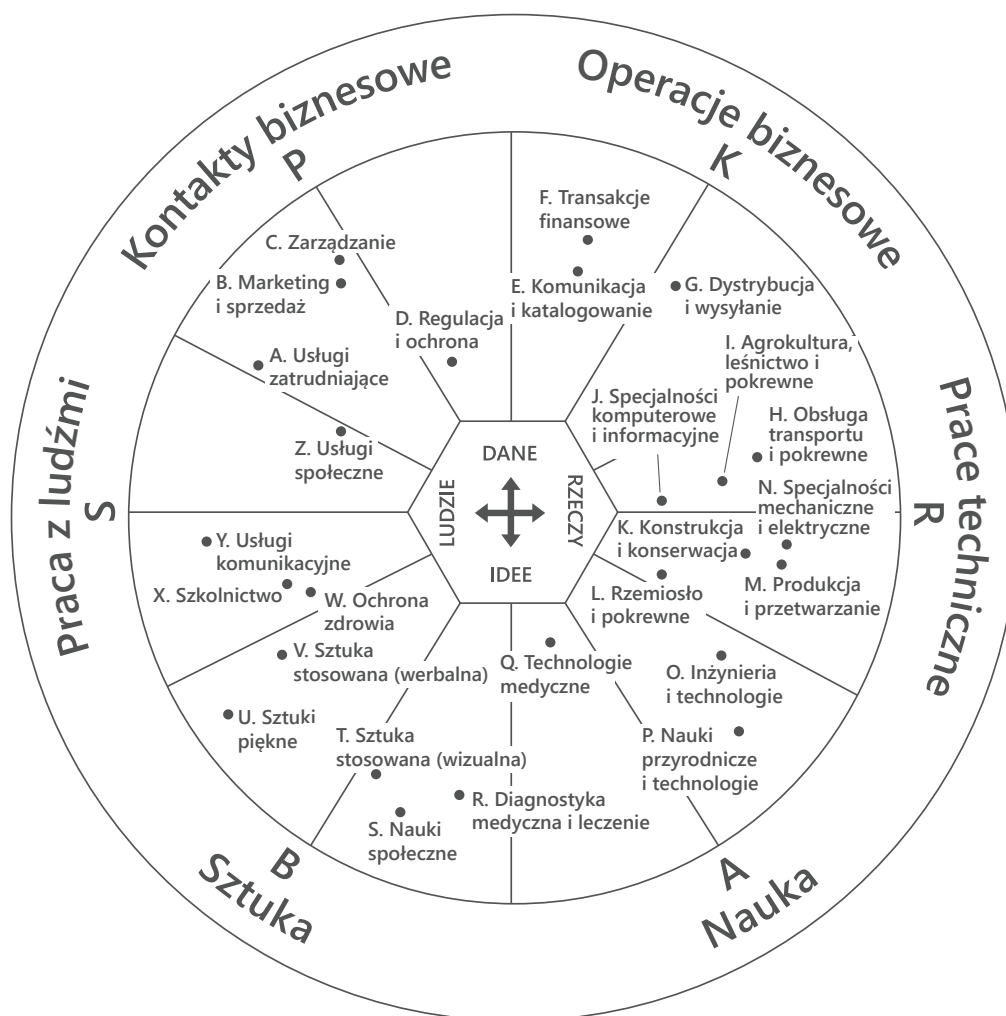 Kontakty biznesowe
P
Operacje biznesowe
K
F. Transakcje
finansowe
C. Zarządzanie
B. Marketing
i sprzedaż
E. Komunikacja
i katalogowanie
G. Dystrybucja
i wysyłanie
D. Regulacja
i ochrona
I. Agrokultura,
leśnictwo i
pokrewne
A. Usługi
zatrudniające
J. Specjalności
komputerowe
i informacyjne
H. Obsługa
transportu
i pokrewne
Z. Usługi
społeczne
DANE
LUDZIE
RZECZY
IDEE
Praca z ludźmi
S
Prace techniczne
R
N. Specjalności
mechaniczne
i elektryczne
K. Konstrukcja
i konserwacja
Y. Usługi
komunikacyjne
X. Szkolnictwo
W. Ochrona
zdrowia
L. Rzemiosło
i pokrewne
M. Produkcja
i przetwarzanie
V. Sztuka
stosowana (werbalna)
Q. Technologie
medyczne
O. Inżynieria
i technologie
U. Sztuki
piękne
T. Sztuka
stosowana (wizualna)
P. Nauki
przyrodnicze
i technologie
R. Diagnostyka
medyczna i leczenie
S. Nauki
społeczne
B
Sztuka
A
Nauka